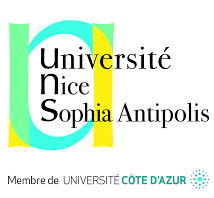 université
nice
Sophia Antipolis
Membre de UNIVERSITÉ CÔTE D'AZUR